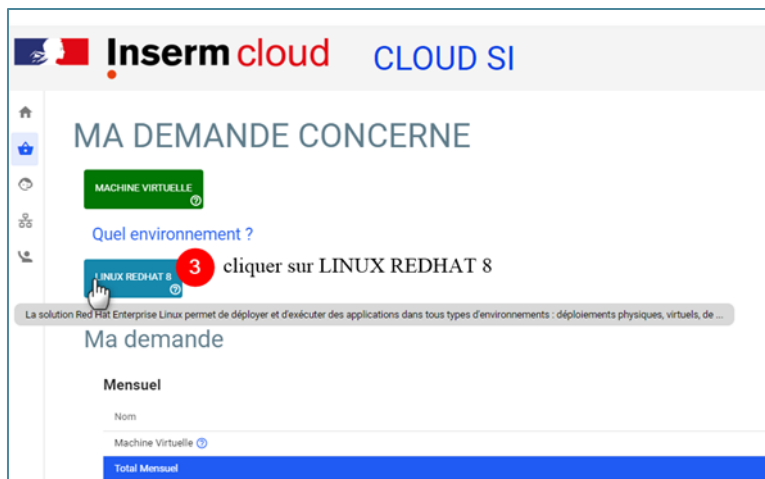 Inserm cloud CLOUD SI
MA DEMANDE CONCERNE
MACHINE VIRTUELLE
Quel environnement ?
LINUX REDHAT 8
3 cliquer sur LINUX REDHAT 8
La solution Red Hat Enterprise Linux permet de déployer et d'exécuter des applications dans tous types d'environnements : déploiements physiques, virtuels, de ...
Ma demande
Mensuel
Nom
Machine Virtuelle
Total Mensuel